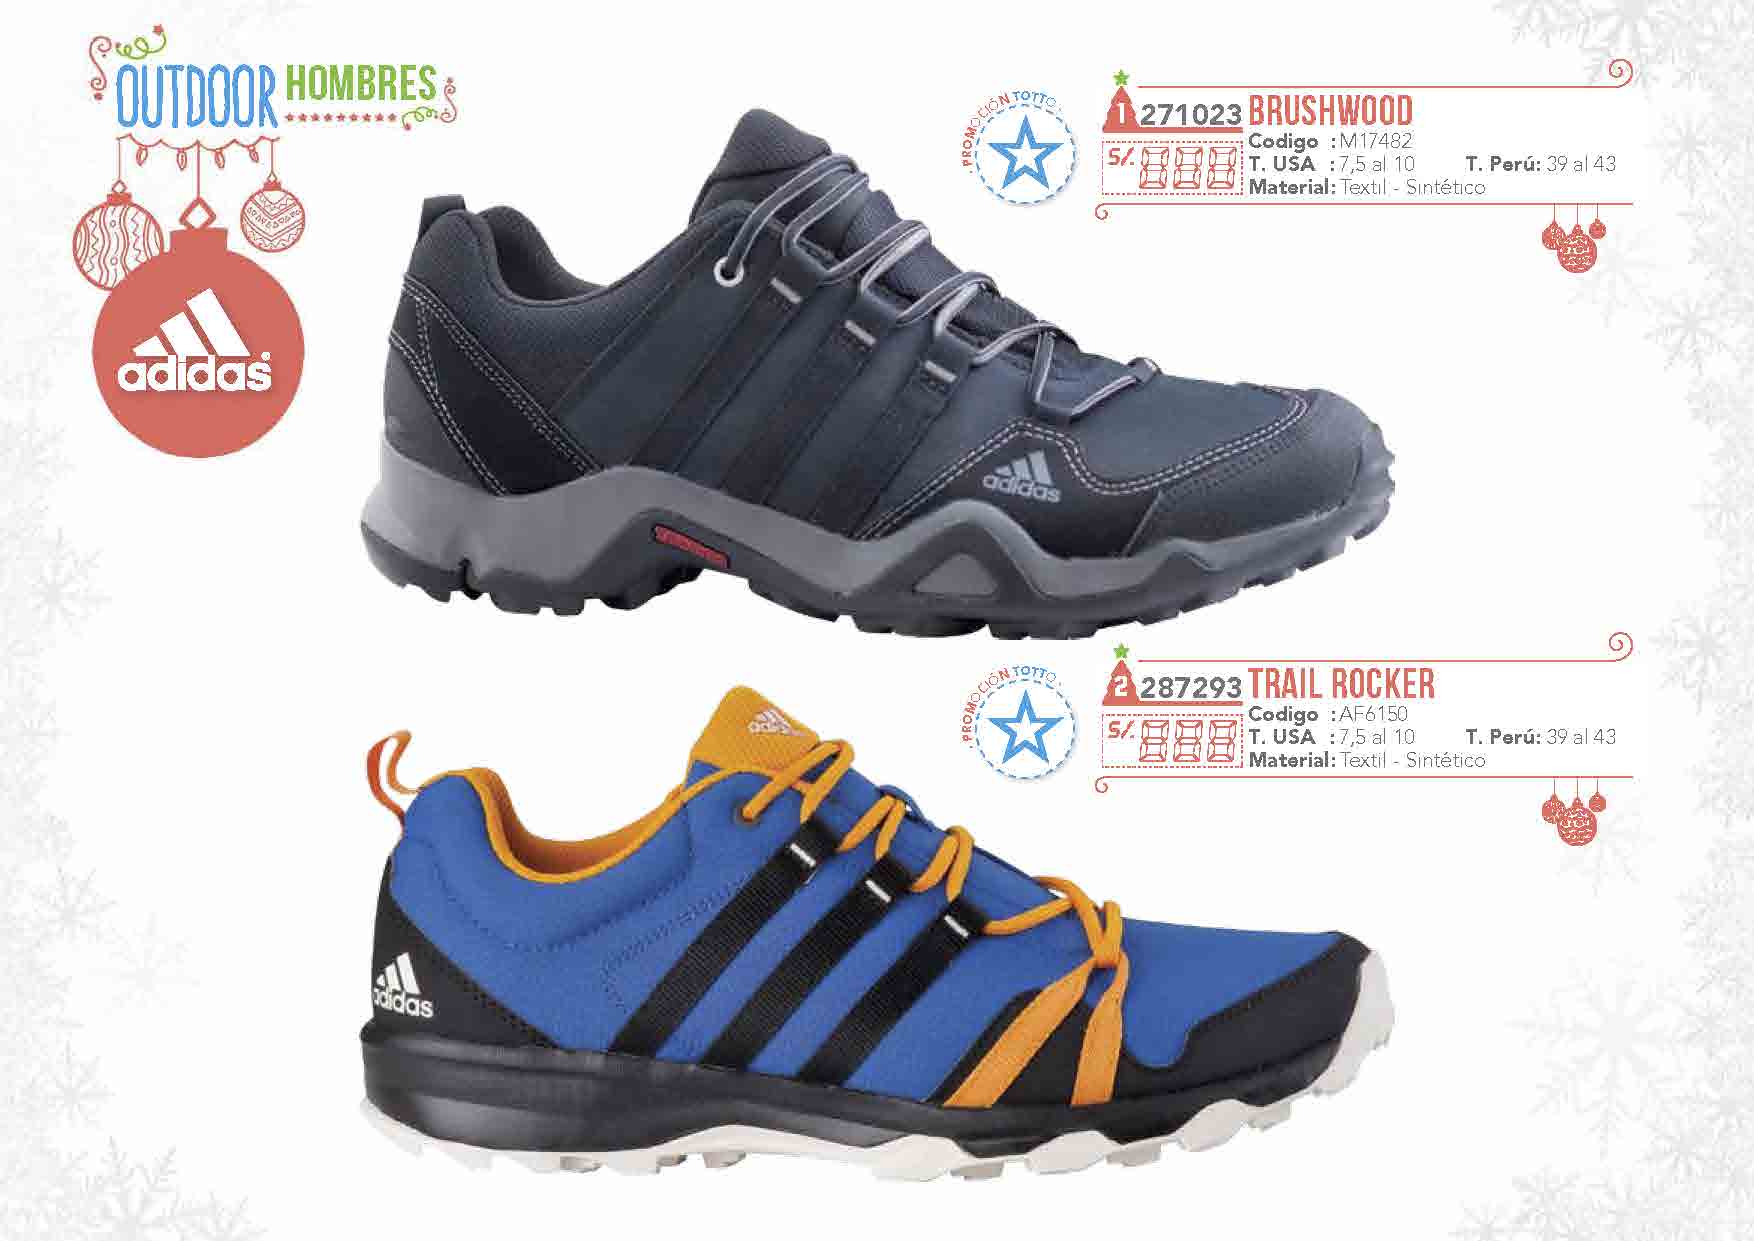 OUTDOOR HOMBRES
adidas
PROMOCIÓN TOTTO
1 271023 BRUSHWOOD
Codigo : M17482
S/. 888
T. USA : 7,5 al 10 T. Perú: 39 al 43
Material: Textil - Sintético
adidas
PROMOCIÓN TOTTO
2 287293 TRAIL ROCKER
Codigo : AF6150
S/. 888
T. USA : 7,5 al 10 T. Perú: 39 al 43
Material: Textil - Sintético
adidas
adidas